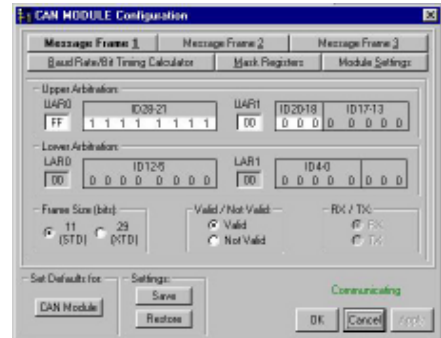 CAN MODULE Configuration
Message Frame 1 Message Frame 2 Message Frame 3
Baud Rate/Bit Timing Calculator Mask Registers Module Settings
Upper Arbitration:
UAR0 ID28-21 UAR1 ID20-18 ID17-13
FF 1 1 1 1 1 1 1 1 00 0 0 0 0 0 0 0 0
Lower Arbitration:
LAR0 ID12-5 LAR1 ID4-0
00 0 0 0 0 0 0 0 0 00 0 0 0 0 0 0 0 0
Frame Size (bits): Valid / Not Valid: RX / TX:
11 (STD) 29 (XTD) Valid RX
Not Valid TX
Set Defaults for: Settings:
CAN Module Save Communicating
Restore OK Cancel Apply